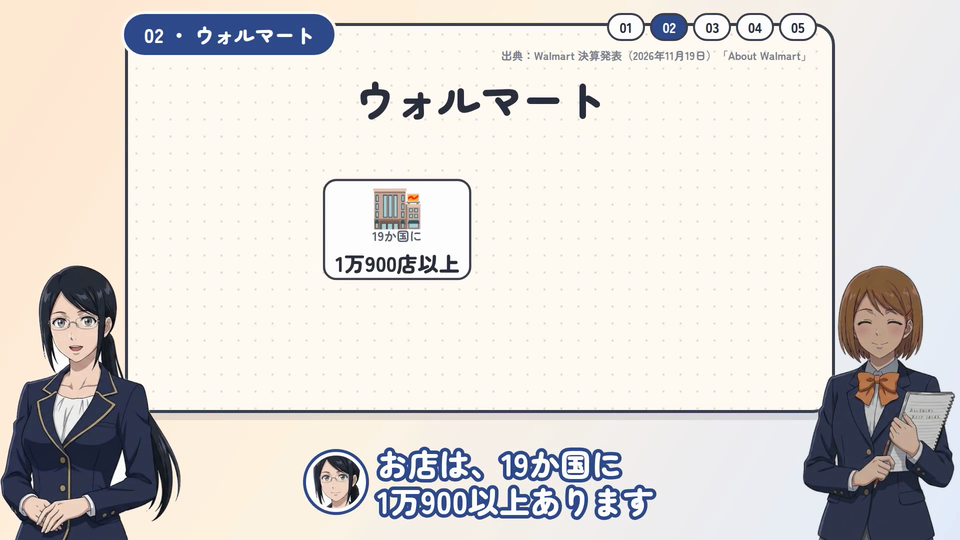 02 ・ ウォルマート
01 02 03 04 05
出典：Walmart 決算発表（2026年11月19日）「About Walmart」
ウォルマート
19か国に
1万900店以上
お店は、19か国に
1万900以上あります